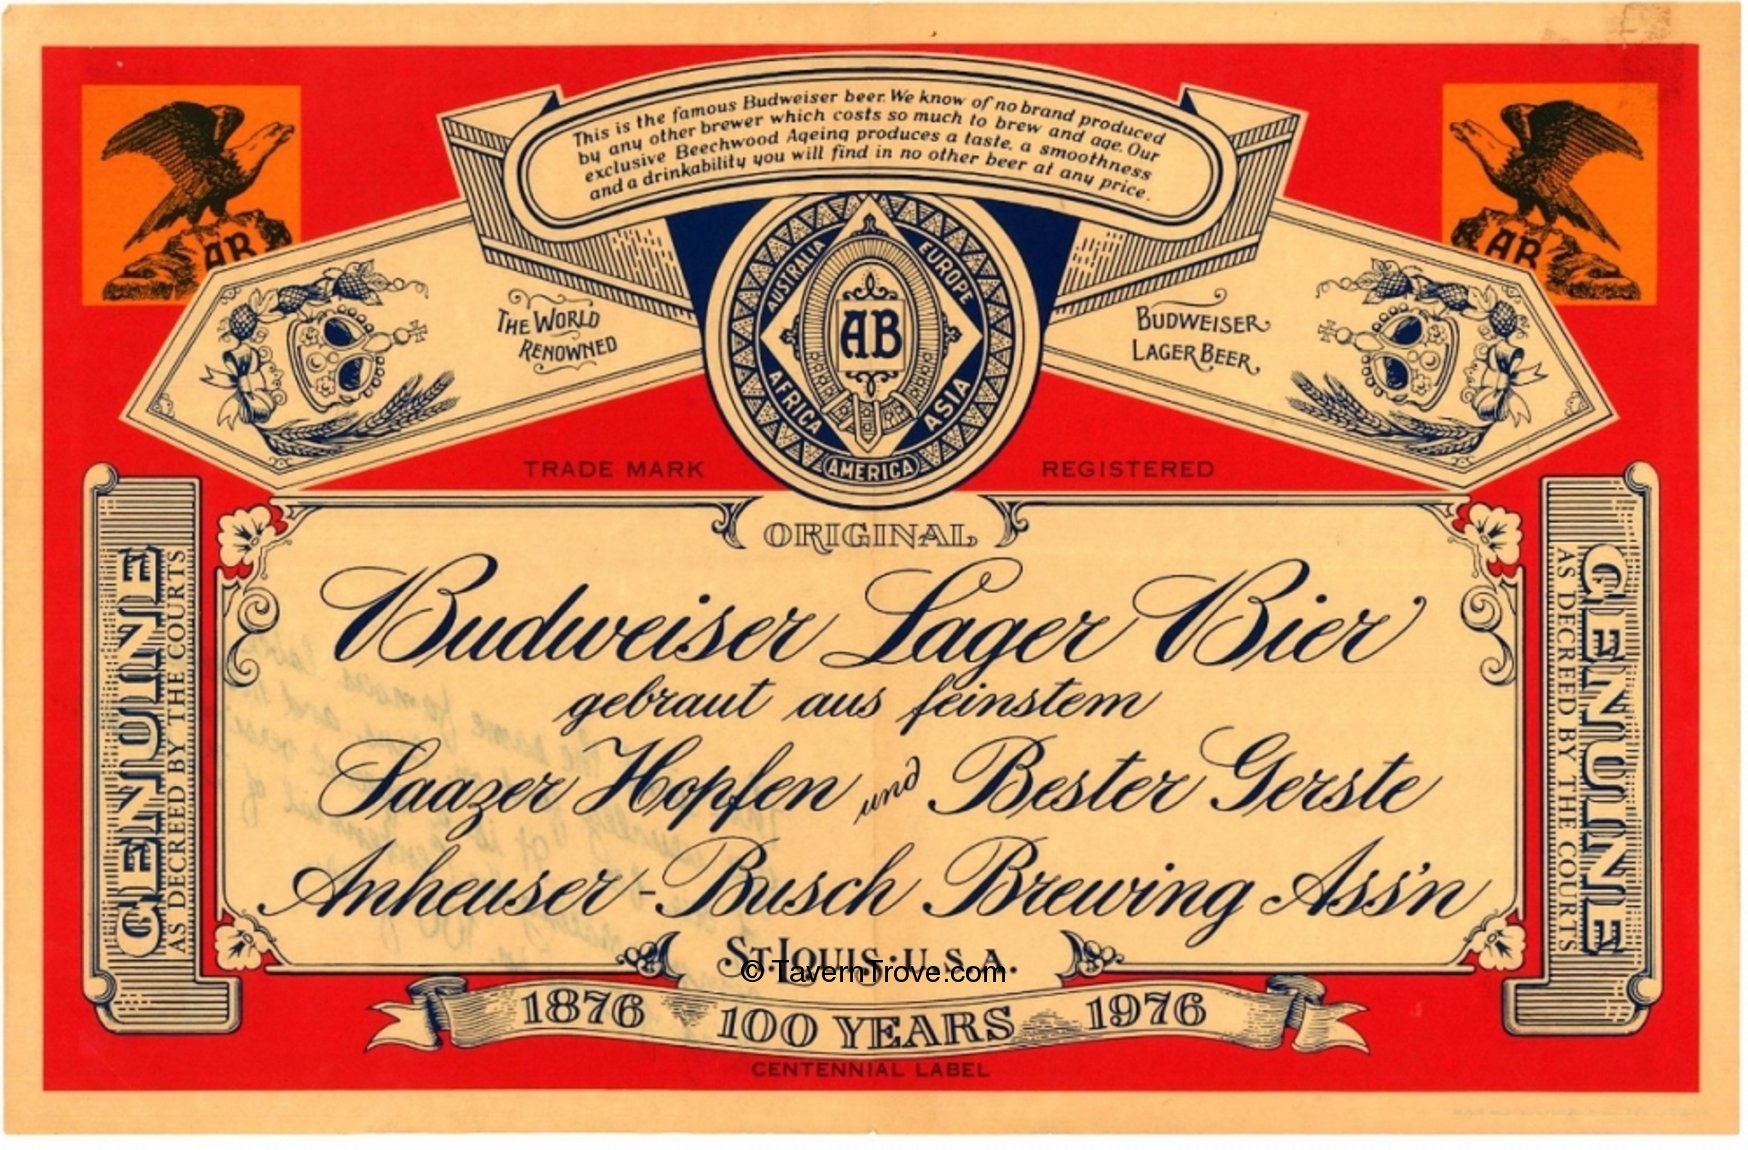 This is the famous Budweiser beer. We know of no brand produced
by any other brewer which costs so much to brew and age. Our
exclusive Beechwood Ageing produces a taste, a smoothness
and a drinkability you will find in no other beer at any price.
AB
AB
AUSTRALIA
EUROPE
AFRICA
ASIA
AMERICA
AB
THE WORLD
RENOWNED
BUDWEISER
LAGER BEER
TRADE MARK
REGISTERED
ORIGINAL
Budweiser Lager Bier
gebraut aus feinstem
Saazer Hopfen und Bester Gerste
Anheuser-Busch Brewing Ass'n
ST. LOUIS. U.S.A.
© TavernTrove.com
GENUINE
AS DECREED BY THE COURTS
GENUINE
AS DECREED BY THE COURTS
1876 100 YEARS 1976
CENTENNIAL LABEL